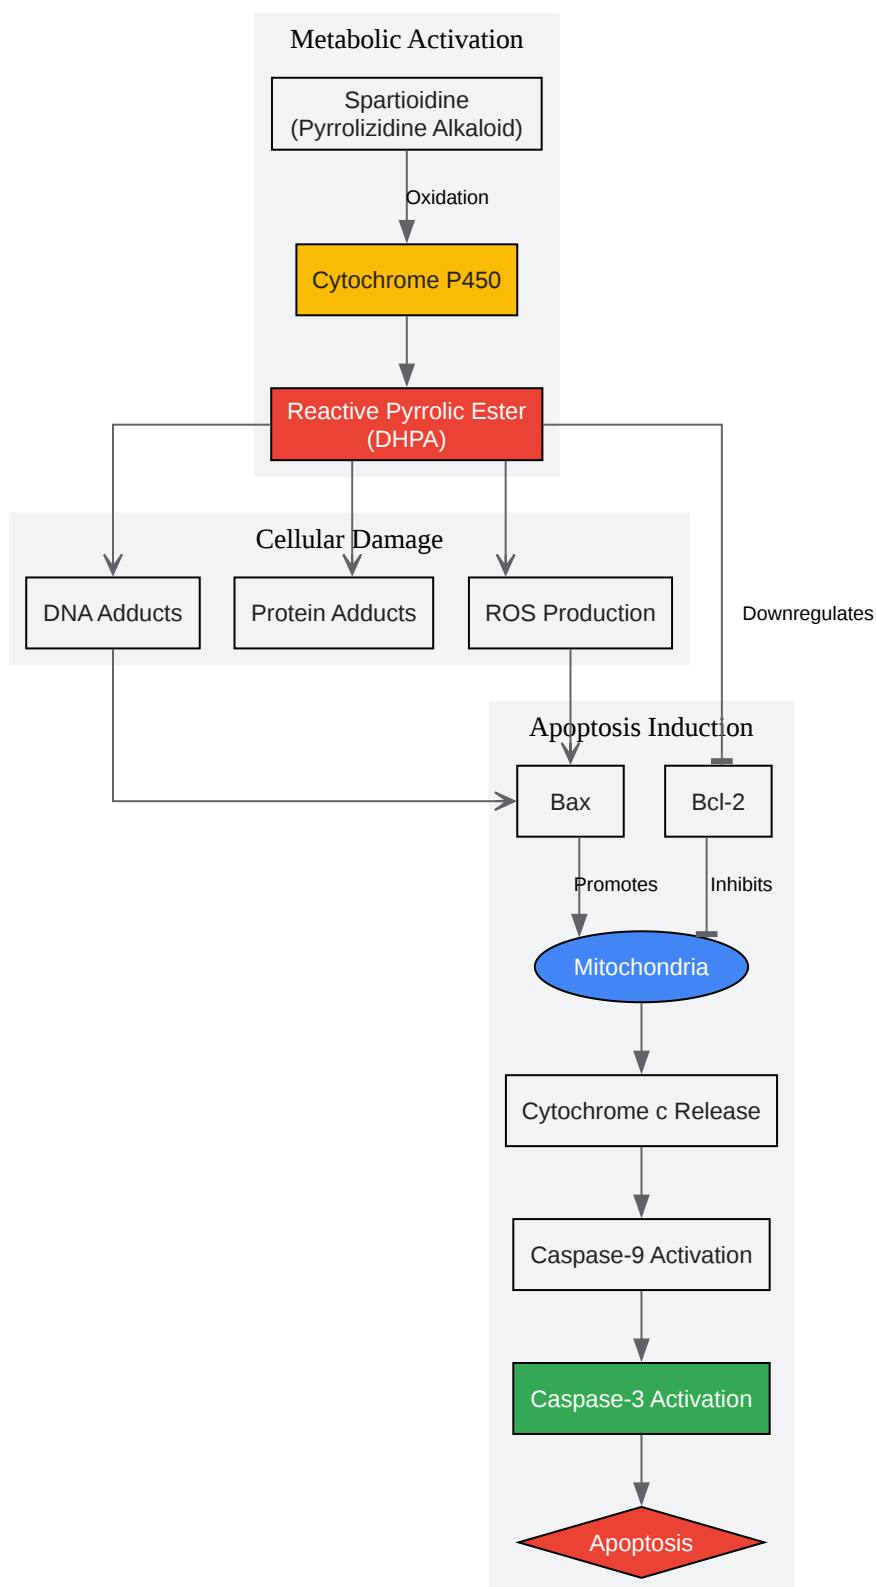 Metabolic Activation
Spartioidine
(Pyrrolizidine Alkaloid)
Oxidation
Cytochrome P450
Reactive Pyrrolic Ester
(DHPA)
Cellular Damage
DNA Adducts
Protein Adducts
ROS Production
Downregulates
Apoptosis Induction
Bax
Bcl-2
Promotes
Inhibits
Mitochondria
Cytochrome c Release
Caspase-9 Activation
Caspase-3 Activation
Apoptosis